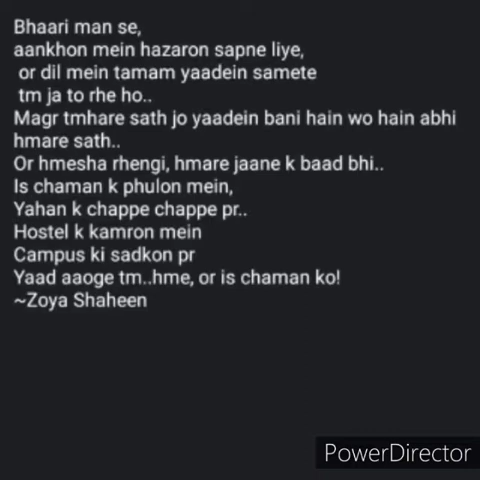 Bhaari man se,
aankhon mein hazaron sapne liye,
or dil mein tamam yaadein samete
tm ja to rhe ho..
Magr tmhare sath jo yaadein bani hain wo hain abhi
hmare sath..
Or hmesha rhengi, hmare jaane k baad bhi..
Is chaman k phulon mein,
Yahan k chappe chappe pr..
Hostel k kamron mein
Campus ki sadkon pr
Yaad aaoge tm..hme, or is chaman ko!
~Zoya Shaheen
PowerDirector